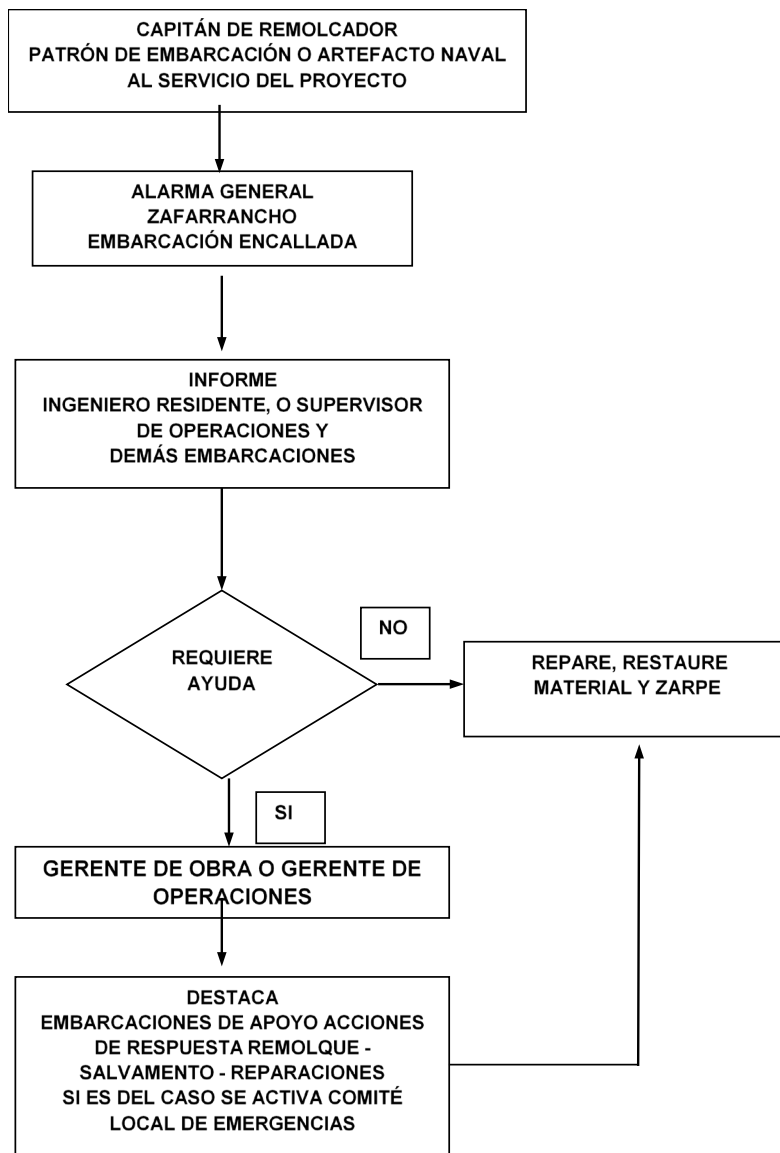 CAPITÁN DE REMOLCADOR
PATRÓN DE EMBARCACIÓN O ARTEFACTO NAVAL
AL SERVICIO DEL PROYECTO
ALARMA GENERAL
ZAFARRANCHO
EMBARCACIÓN ENCALLADA
INFORME
INGENIERO RESIDENTE, O SUPERVISOR
DE OPERACIONES Y
DEMÁS EMBARCACIONES
REQUIERE
AYUDA
NO
REPARE, RESTAURE
MATERIAL Y ZARPE
SI
GERENTE DE OBRA O GERENTE DE
OPERACIONES
DESTACA
EMBARCACIONES DE APOYO ACCIONES
DE RESPUESTA REMOLQUE -
SALVAMENTO - REPARACIONES
SI ES DEL CASO SE ACTIVA COMITÉ
LOCAL DE EMERGENCIAS